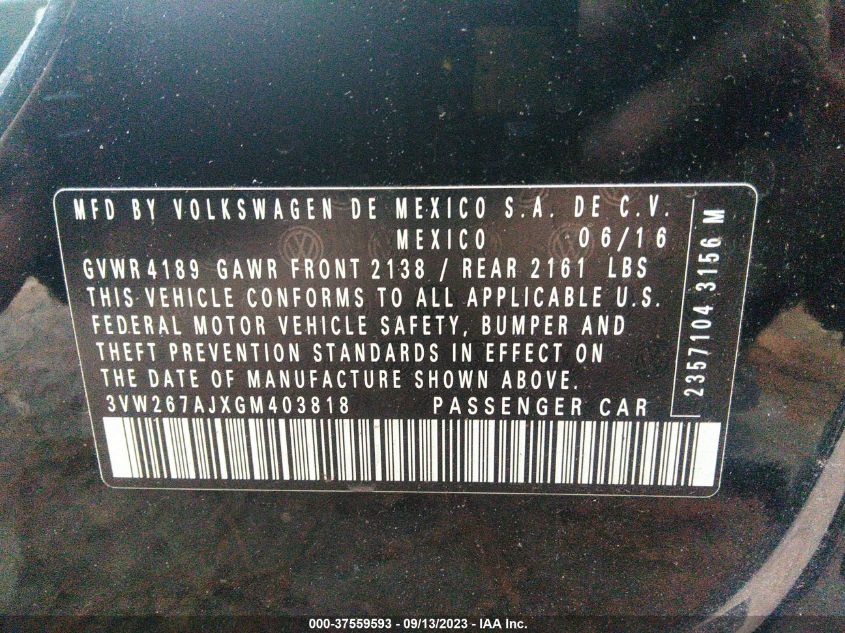 MFD BY VOLKSWAGEN DE MEXICO S.A. DE C.V.
MEXICO 06/16
GVWR 4189 GAWR FRONT 2138 / REAR 2161 LBS
THIS VEHICLE CONFORMS TO ALL APPLICABLE U.S.
FEDERAL MOTOR VEHICLE SAFETY, BUMPER AND
THEFT PREVENTION STANDARDS IN EFFECT ON
THE DATE OF MANUFACTURE SHOWN ABOVE.
3VW267AJXGM403818 PASSENGER CAR
2357104 3156 M
000-37559593 - 09/13/2023 - IAA Inc.